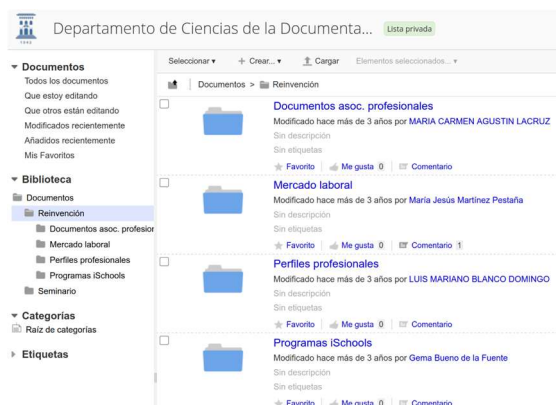 Departamento de Ciencias de la Documenta... Lista privada
1542
Documentos
Todos los documentos
Que estoy editando
Que otros están editando
Modificados recientemente
Añadidos recientemente
Mis Favoritos
Biblioteca
Documentos
Reinvención
Documentos asoc. profesior
Mercado laboral
Perfiles profesionales
Programas iSchools
Seminario
Categorías
Raíz de categorías
Etiquetas
Seleccionar ▾ + Crear... ▾ Cargar Elementos seleccionados... ▾
Documentos > Reinvención
Documentos asoc. profesionales
Modificado hace más de 3 años por MARIA CARMEN AGUSTIN LACRUZ
Sin descripción
Sin etiquetas
Favorito Me gusta 0 Comentario
Mercado laboral
Modificado hace más de 3 años por María Jesús Martínez Pestaña
Sin descripción
Sin etiquetas
Favorito Me gusta 0 Comentario 1
Perfiles profesionales
Modificado hace más de 3 años por LUIS MARIANO BLANCO DOMINGO
Sin descripción
Sin etiquetas
Favorito Me gusta 0 Comentario
Programas iSchools
Modificado hace más de 3 años por Gema Bueno de la Fuente
Sin descripción
Sin etiquetas
Favorito Me gusta 0 Comentario